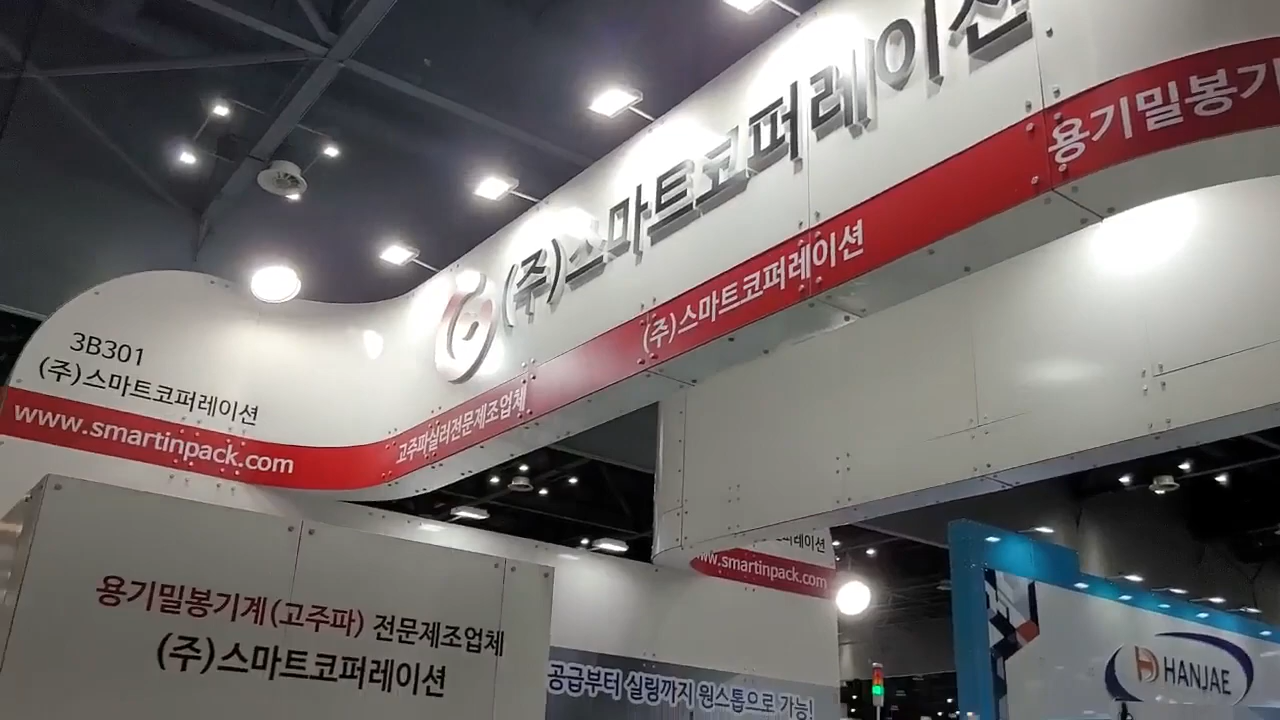 (주)스마트코퍼레이션
용기밀봉기
(주)스마트코퍼레이션
고주파실러전문제조업체
3B301
(주)스마트코퍼레이션
www.smartinpack.com
용기밀봉기계(고주파) 전문제조업체
(주)스마트코퍼레이션
www.smartinpack.com
공급부터 실링까지 원스톱으로 가능!
HANJAE